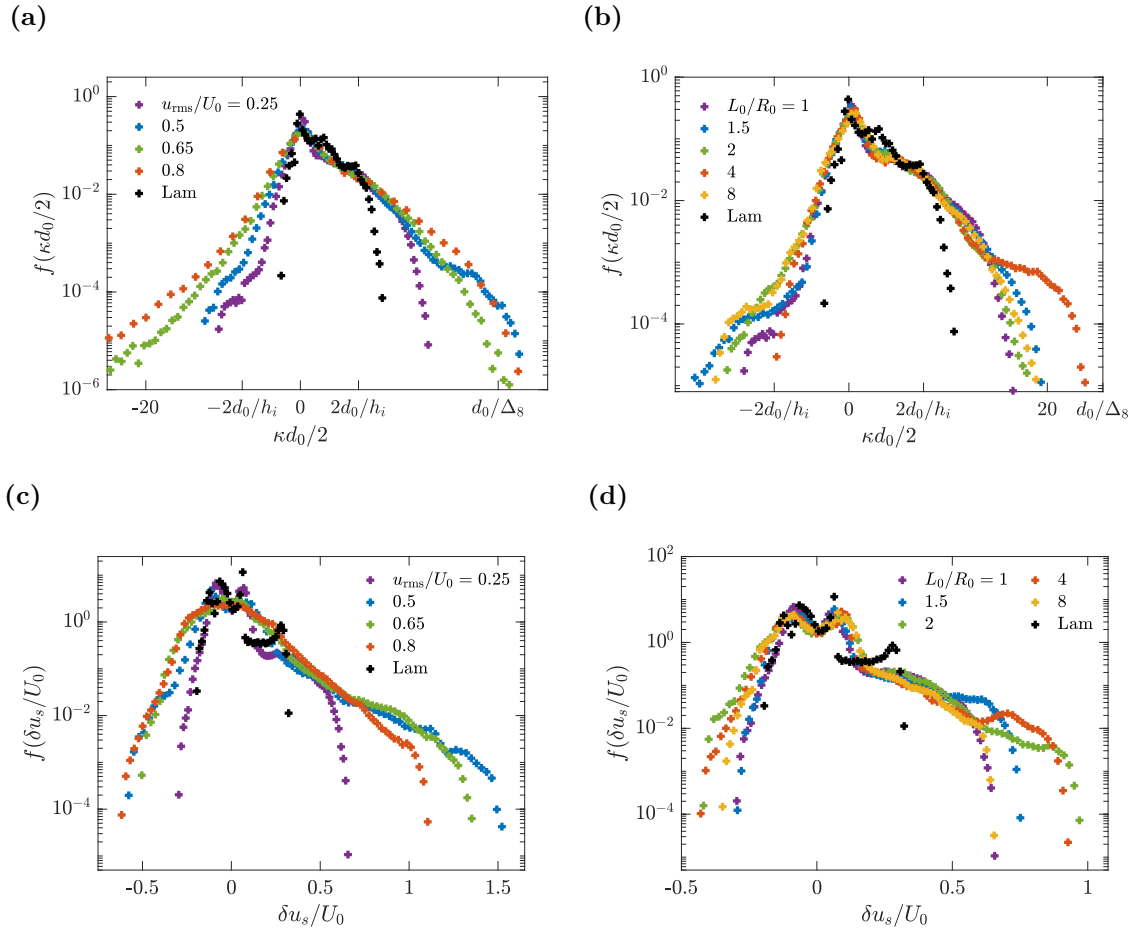 (a)
10^0
10^-2
10^-4
10^-6
f(κd_0/2)
u_rms/U_0 = 0.25
0.5
0.65
0.8
Lam
-20
−2d_0/h_i
0
2d_0/h_i
d_0/Δ_8
κd_0/2
(b)
10^0
10^-2
10^-4
f(κd_0/2)
L_0/R_0 = 1
1.5
2
4
8
Lam
−2d_0/h_i
0
2d_0/h_i
20
d_0/Δ_8
κd_0/2
(c)
10^0
10^-2
10^-4
f(δu_s/U_0)
u_rms/U_0 = 0.25
0.5
0.65
0.8
Lam
-0.5
0
0.5
1
1.5
δu_s/U_0
(d)
10^2
10^0
10^-2
10^-4
f(δu_s/U_0)
L_0/R_0 = 1
1.5
2
4
8
Lam
-0.5
0
0.5
1
δu_s/U_0